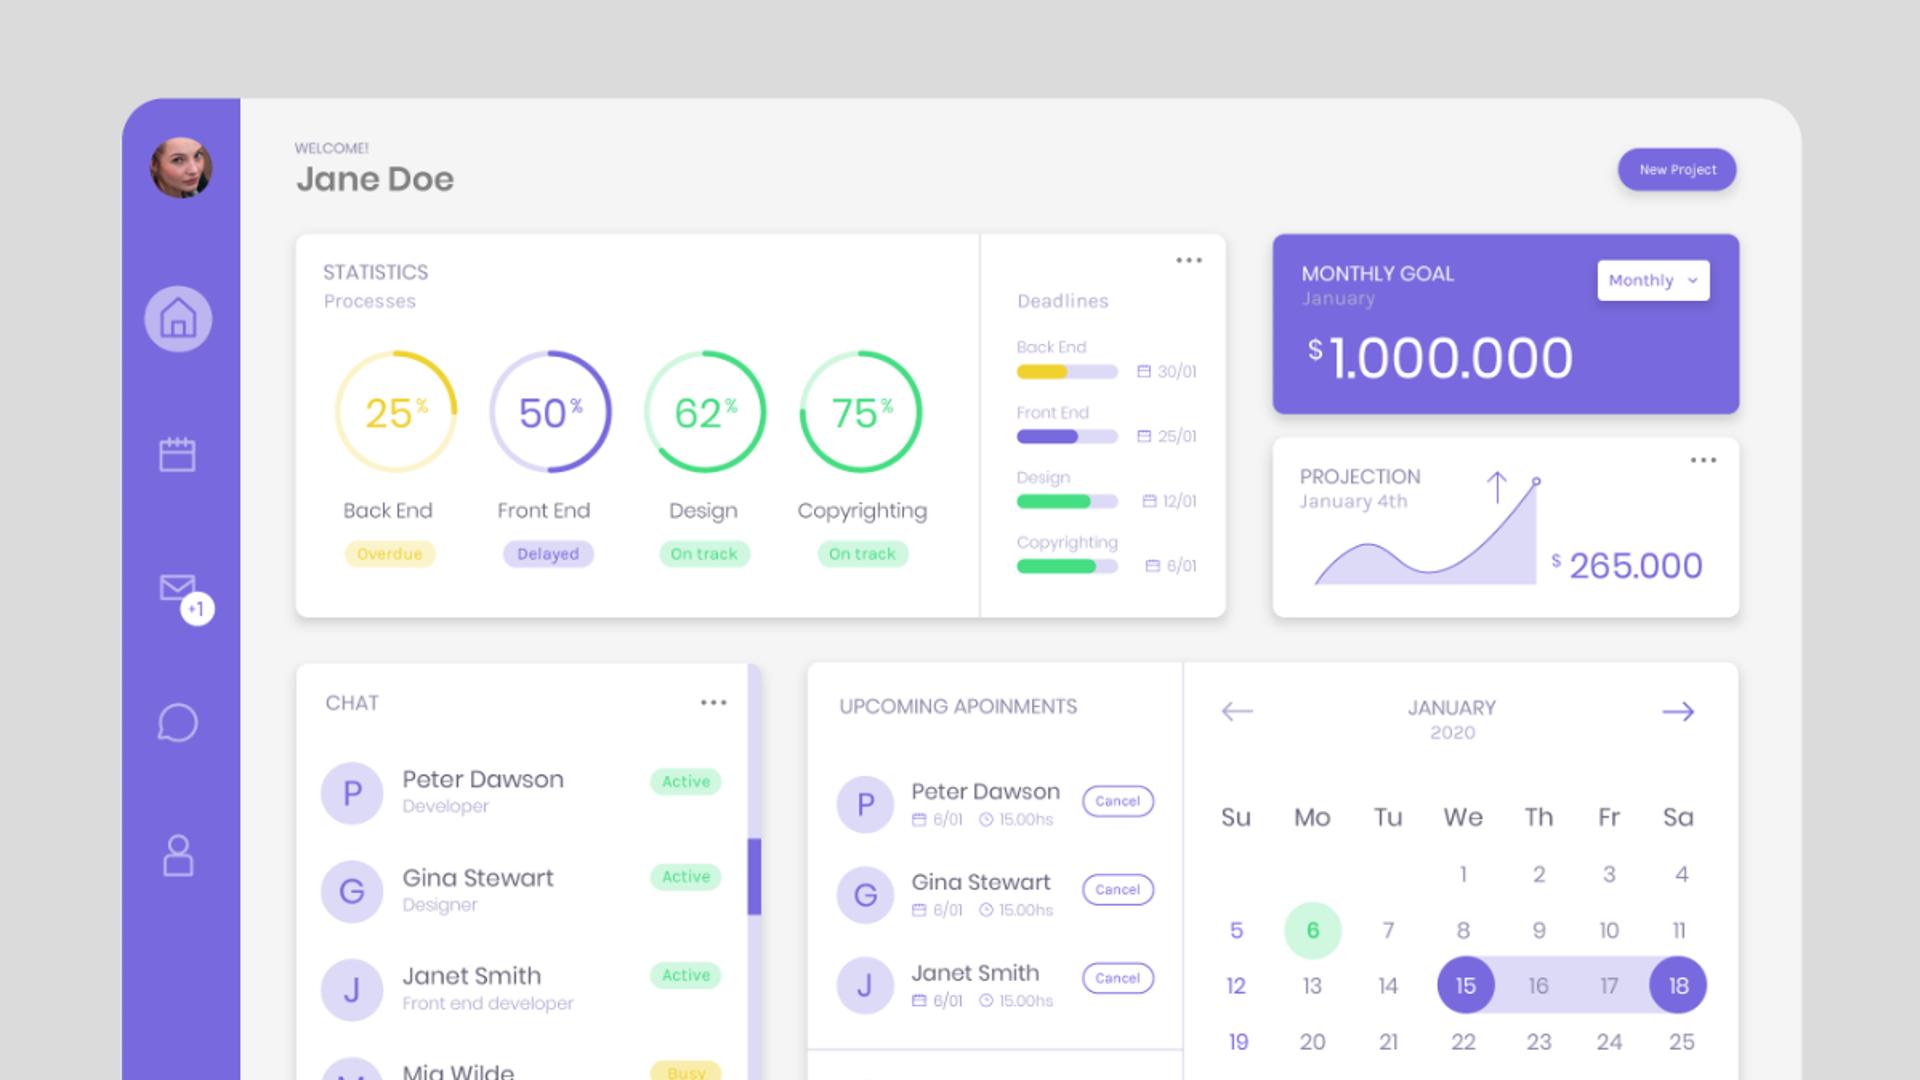 WELCOME!
Jane Doe
New Project
STATISTICS
Processes
25%
50%
62%
75%
Back End
Front End
Design
Copyrighting
Overdue
Delayed
On track
On track
Deadlines
Back End
30/01
Front End
25/01
Design
12/01
Copyrighting
6/01
MONTHLY GOAL
January
Monthly
$1.000.000
PROJECTION
January 4th
$ 265.000
+1
CHAT
P
Peter Dawson
Developer
Active
G
Gina Stewart
Designer
Active
J
Janet Smith
Front end developer
Active
Mia Wilde
Busy
UPCOMING APOINMENTS
P
Peter Dawson
6/01 15.00hs
Cancel
G
Gina Stewart
6/01 15.00hs
Cancel
J
Janet Smith
6/01 15.00hs
Cancel
JANUARY
2020
Su Mo Tu We Th Fr Sa
1 2 3 4
5 6 7 8 9 10 11
12 13 14 15 16 17 18
19 20 21 22 23 24 25